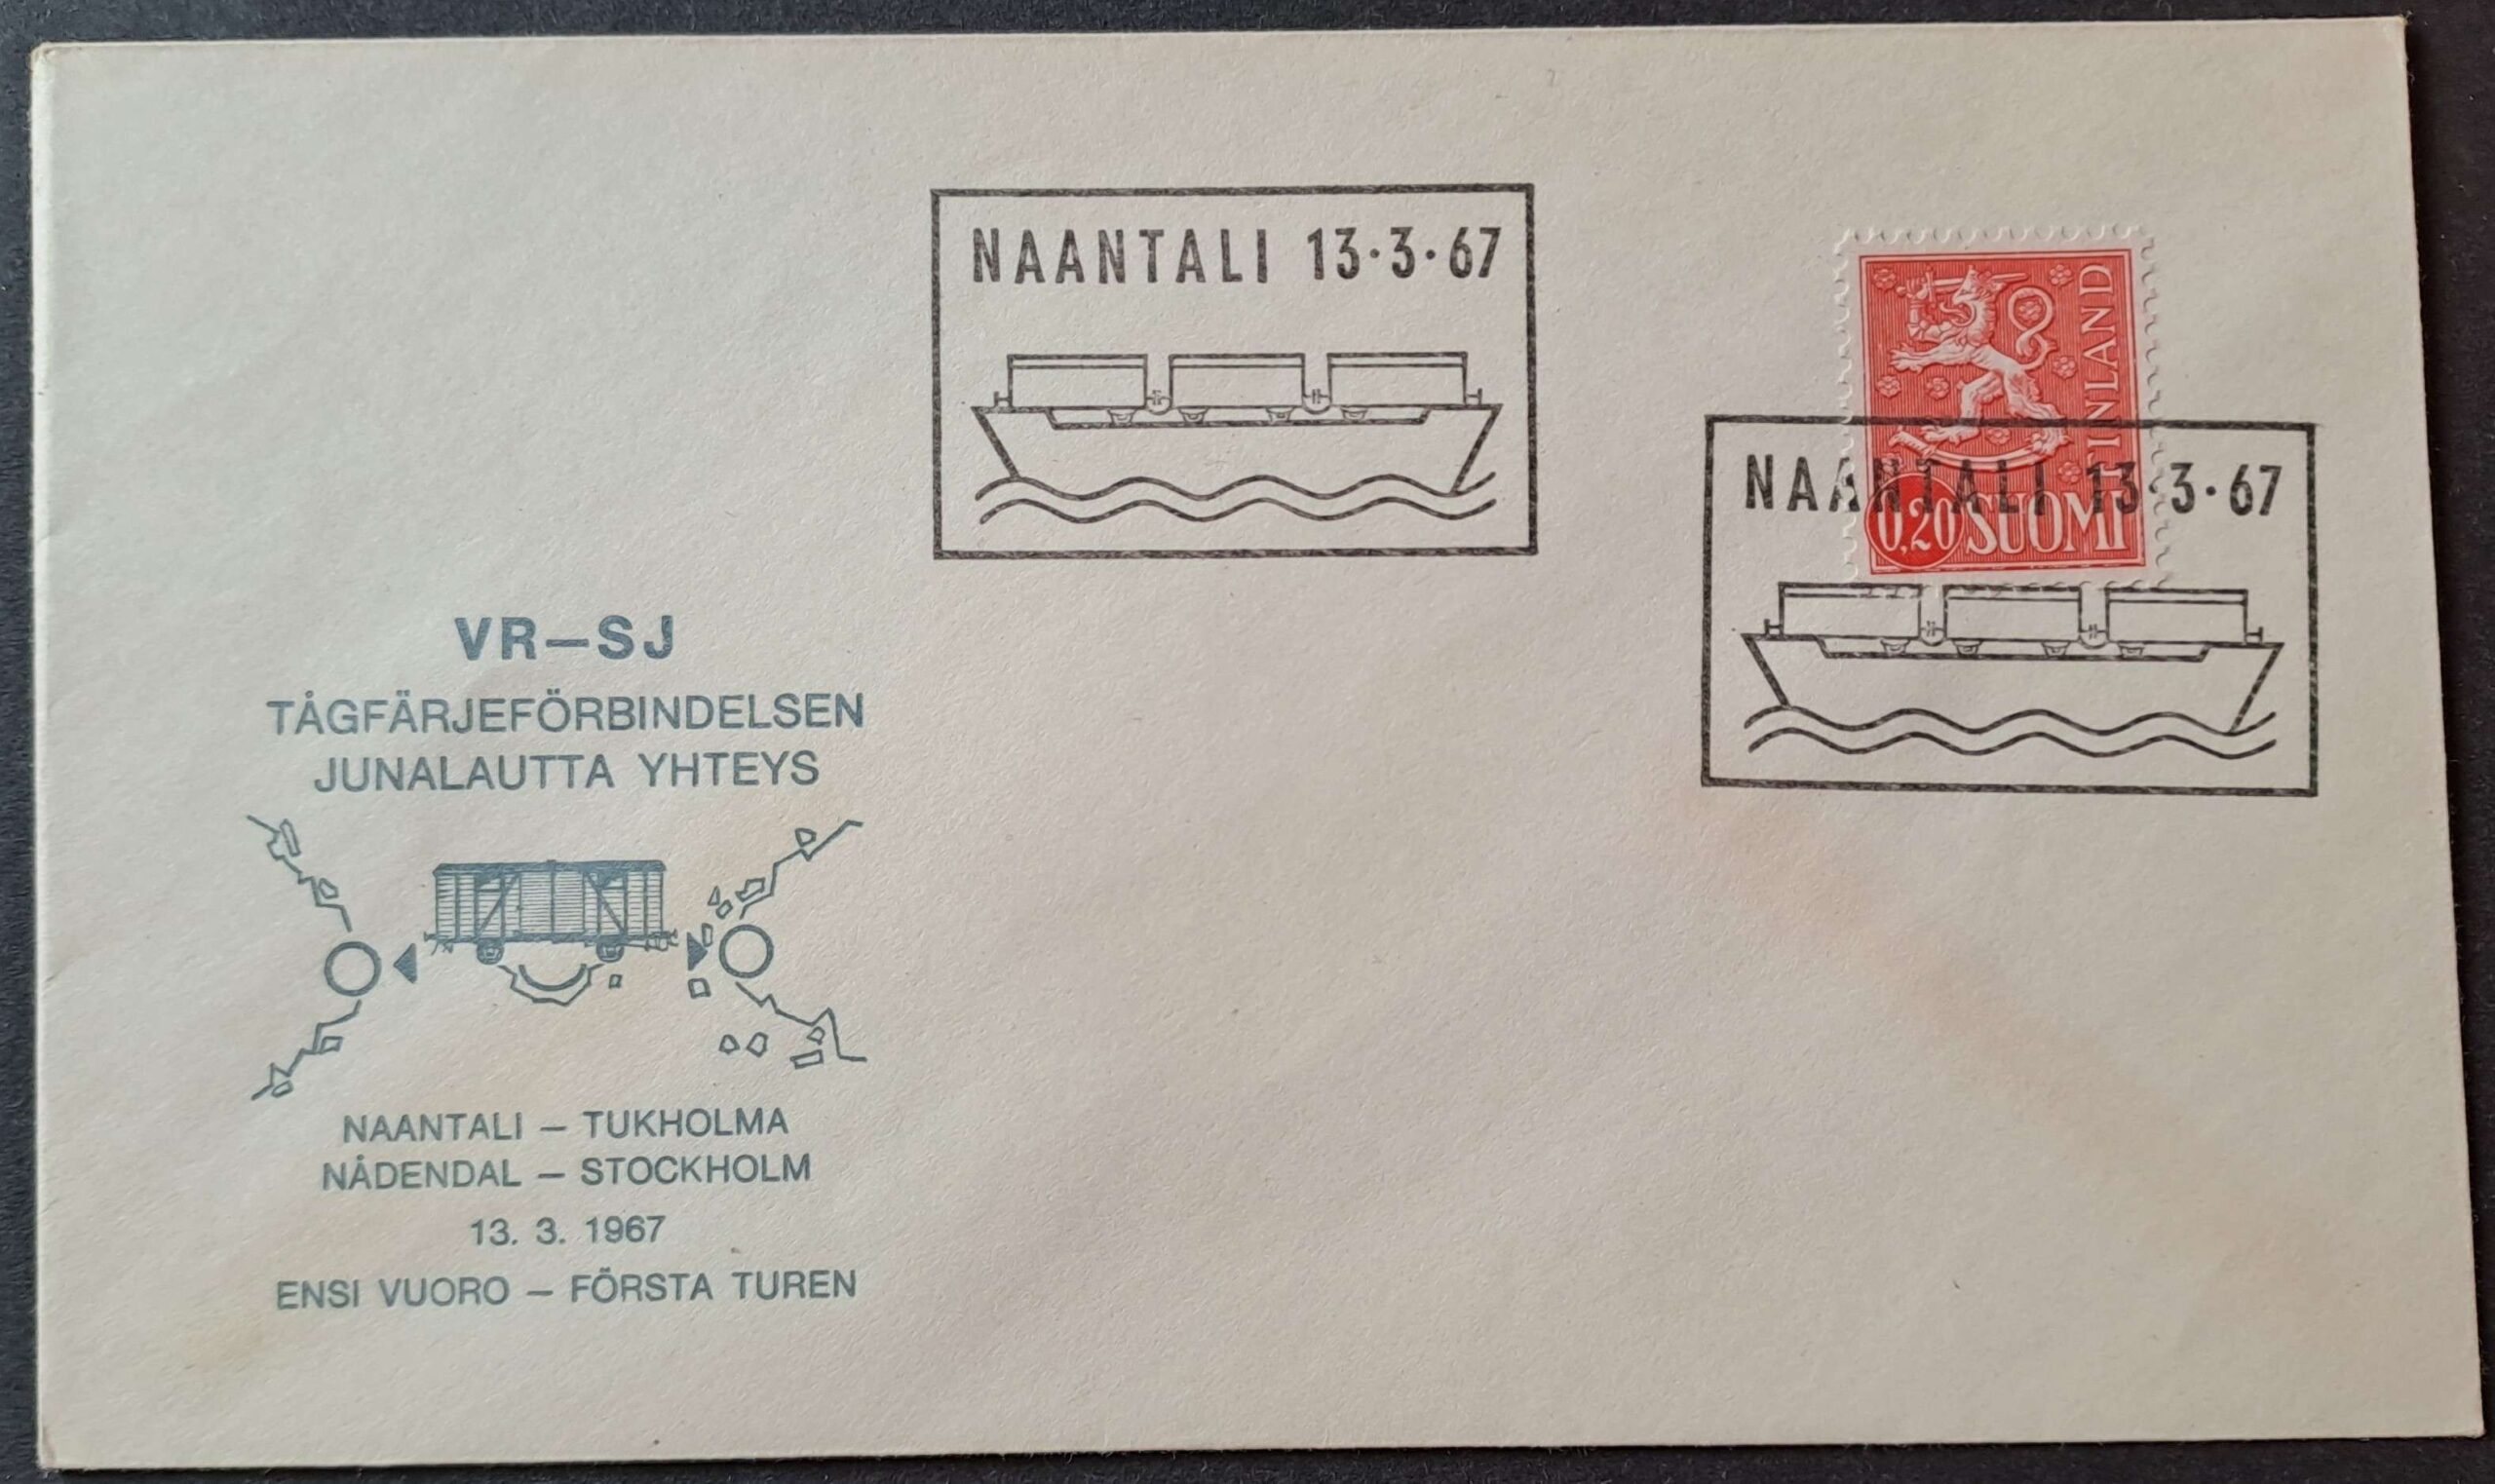 NAANTALI 13·3·67
FINLAND
NAANTALI 13·3·67
0,20 SUOMI
VR–SJ
TÅGFÄRJEFÖRBINDELSEN
JUNALAUTTA YHTEYS
NAANTALI – TUKHOLMA
NÅDENDAL – STOCKHOLM
13. 3. 1967
ENSI VUORO – FÖRSTA TUREN